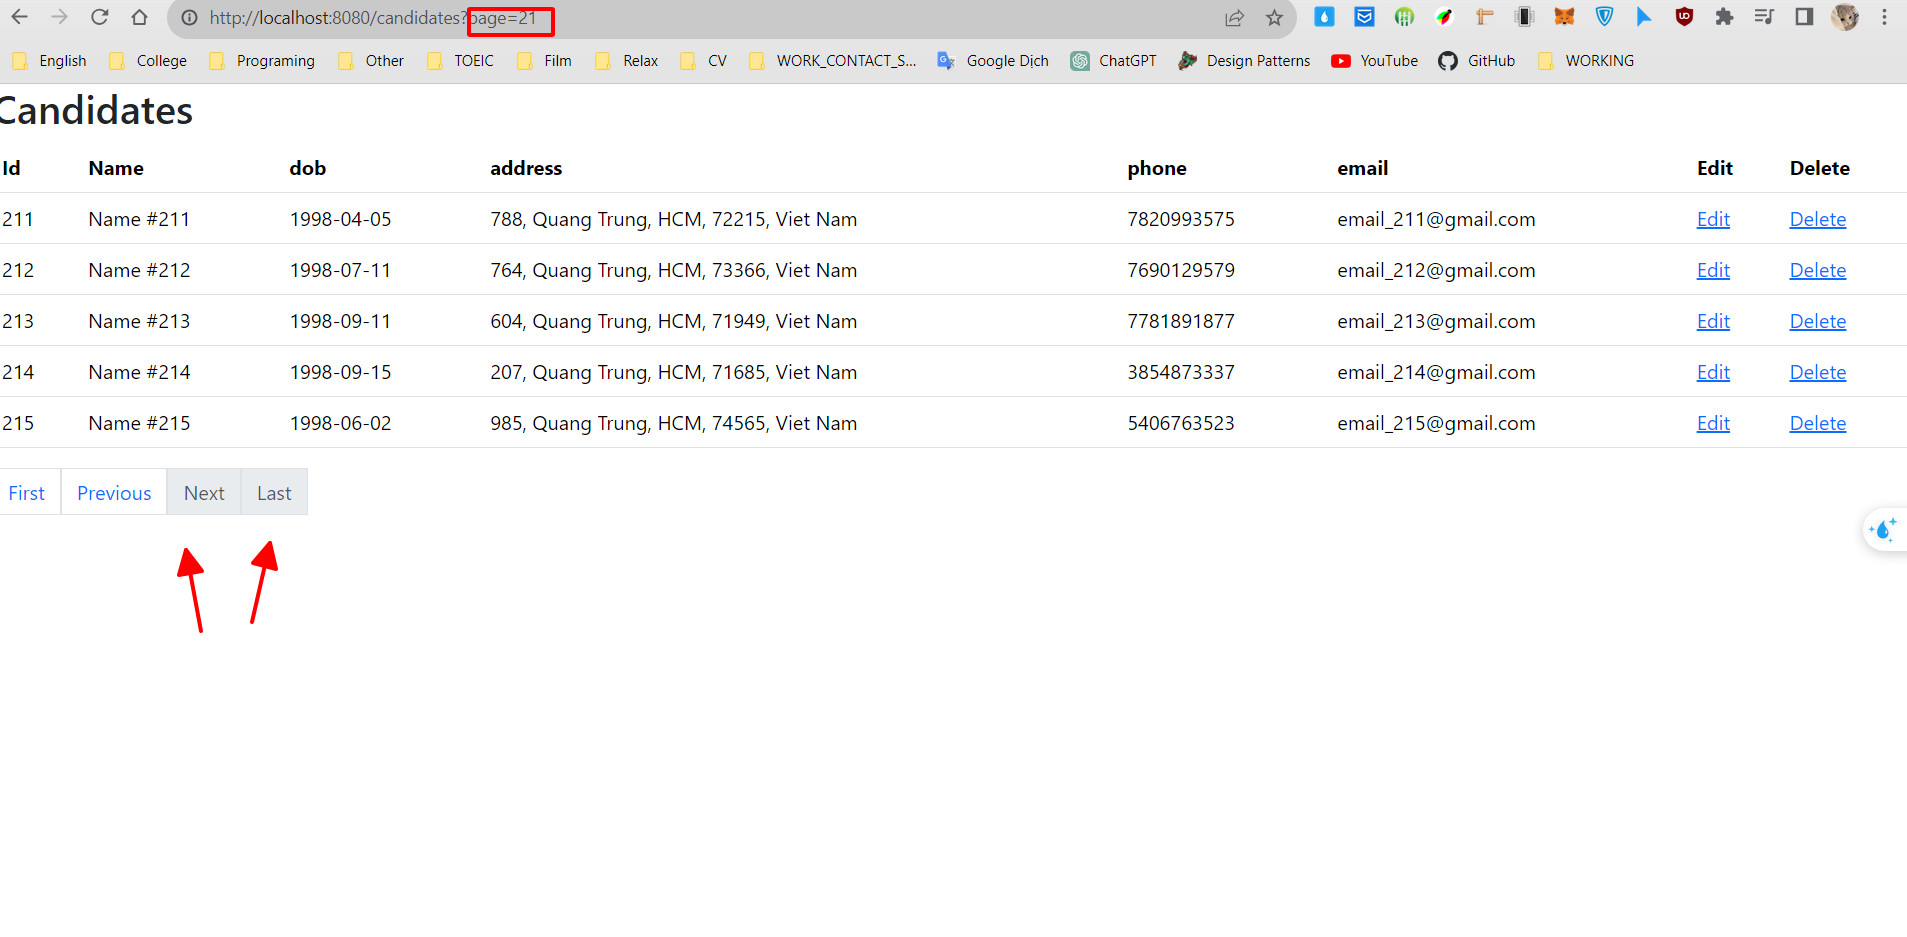 http://localhost:8080/candidates?page=21
English College Programing Other TOEIC Film Relax CV WORK_CONTACT_S... Google Dịch ChatGPT Design Patterns YouTube GitHub WORKING
Candidates
Id Name dob address phone email Edit Delete
211 Name #211 1998-04-05 788, Quang Trung, HCM, 72215, Viet Nam 7820993575 email_211@gmail.com Edit Delete
212 Name #212 1998-07-11 764, Quang Trung, HCM, 73366, Viet Nam 7690129579 email_212@gmail.com Edit Delete
213 Name #213 1998-09-11 604, Quang Trung, HCM, 71949, Viet Nam 7781891877 email_213@gmail.com Edit Delete
214 Name #214 1998-09-15 207, Quang Trung, HCM, 71685, Viet Nam 3854873337 email_214@gmail.com Edit Delete
215 Name #215 1998-06-02 985, Quang Trung, HCM, 74565, Viet Nam 5406763523 email_215@gmail.com Edit Delete
First Previous Next Last